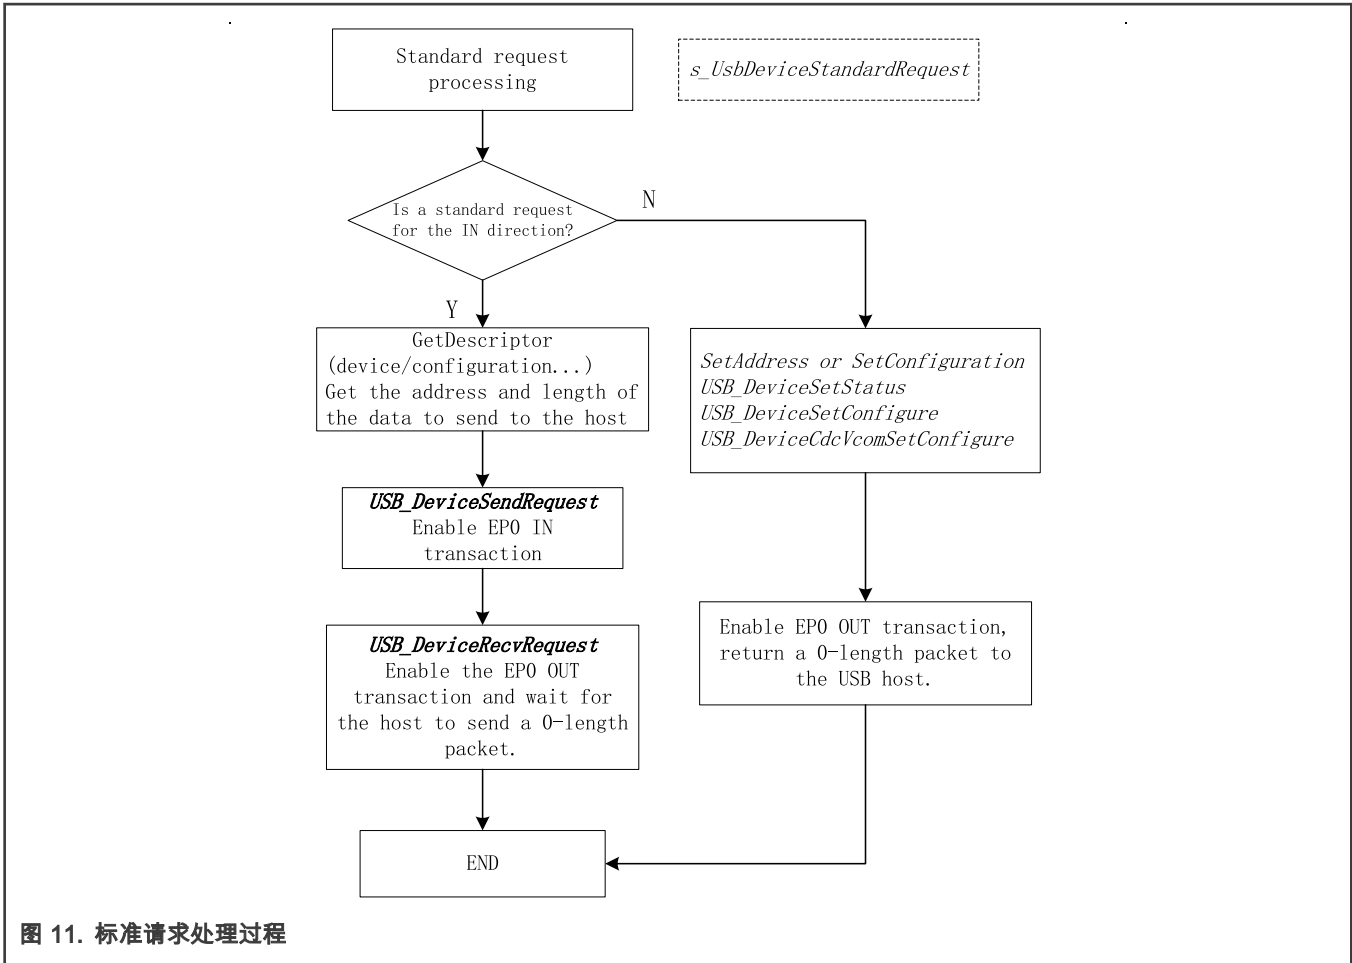 Standard request
processing
s_UsbDeviceStandardRequest
Is a standard request
for the IN direction?
N
Y
GetDescriptor
(device/configuration...)
Get the address and length of
the data to send to the host
SetAddress or SetConfiguration
USB_DeviceSetStatus
USB_DeviceSetConfigure
USB_DeviceCdcVcomSetConfigure
USB_DeviceSendRequest
Enable EP0 IN
transaction
USB_DeviceRecvRequest
Enable the EP0 OUT
transaction and wait for
the host to send a 0-length
packet.
Enable EP0 OUT transaction,
return a 0-length packet to
the USB host.
END
图 11. 标准请求处理过程